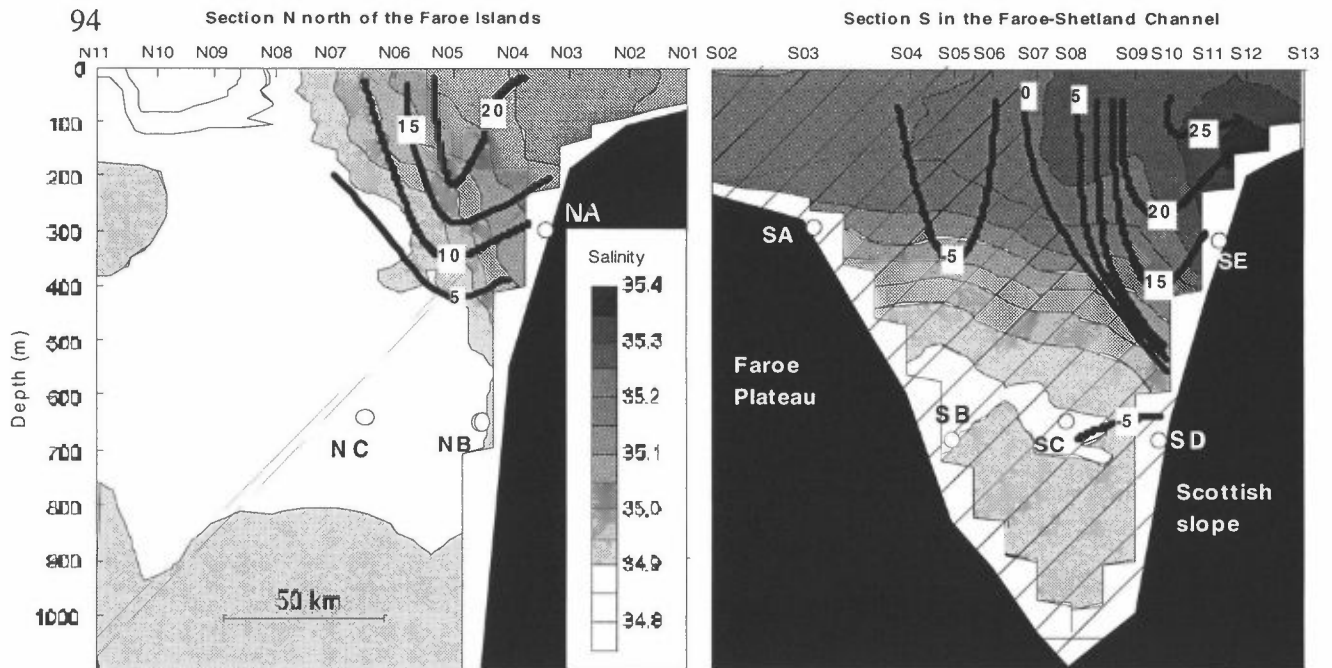 94
Section N north of the Faroe Islands
Section S in the Faroe-Shetland Channel
N11 N10 N09 N08 N07 N06 N05 N04 N03 N02 N01
S02 S03 S04 S05 S06 S07 S08 S09 S10 S11 S12 S13
Depth (m)
0
100
200
300
400
500
600
700
800
900
1000
20
15
10
5
NA
NC
NB
50 km
Salinity
35.4
35.3
35.2
35.1
35.0
34.9
34.8
0
5
25
20
15
-5
-5
SA
SE
SB
SC
SD
Faroe
Plateau
Scottish
slope